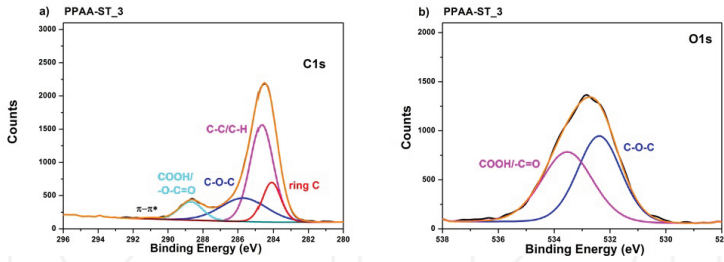 a) PPAA-ST_3
3000
2500
2000
1500
1000
500
0
Counts
C1s
C-C/C-H
COOH/
-O-C=O
C-O-C
ring C
π−π*
296 294 292 290 288 286 284 282 280
Binding Energy (eV)
b) PPAA-ST_3
2000
1500
1000
500
0
Counts
O1s
COOH/-C=O
C-O-C
538 536 534 532 530 52
Binding Energy (eV)